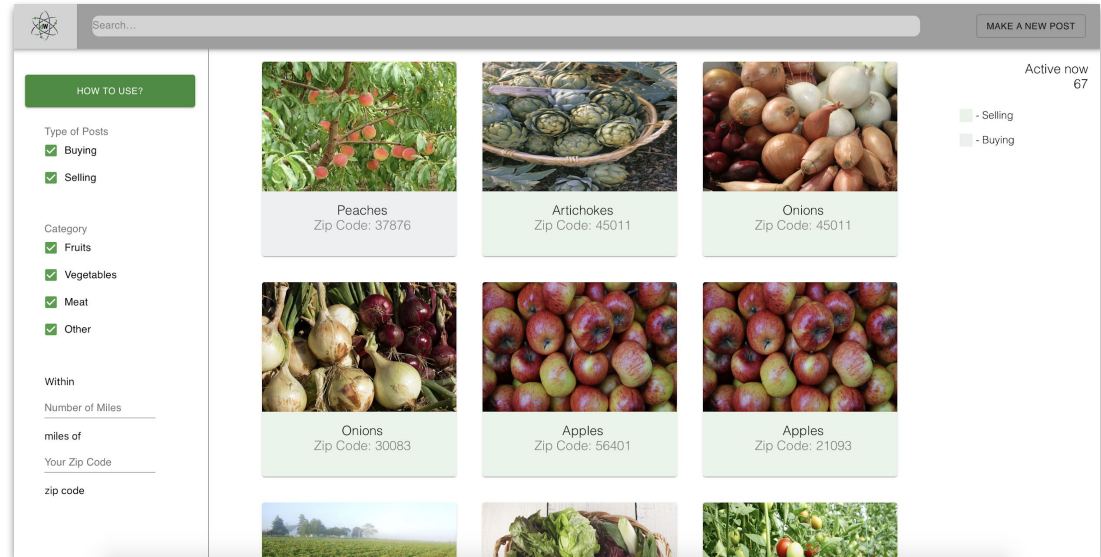 Search...
MAKE A NEW POST
HOW TO USE?
Type of Posts
Buying
Selling
Category
Fruits
Vegetables
Meat
Other
Within
Number of Miles
miles of
Your Zip Code
zip code
Peaches
Zip Code: 37876
Artichokes
Zip Code: 45011
Onions
Zip Code: 45011
Onions
Zip Code: 30083
Apples
Zip Code: 56401
Apples
Zip Code: 21093
Active now
67
- Selling
- Buying